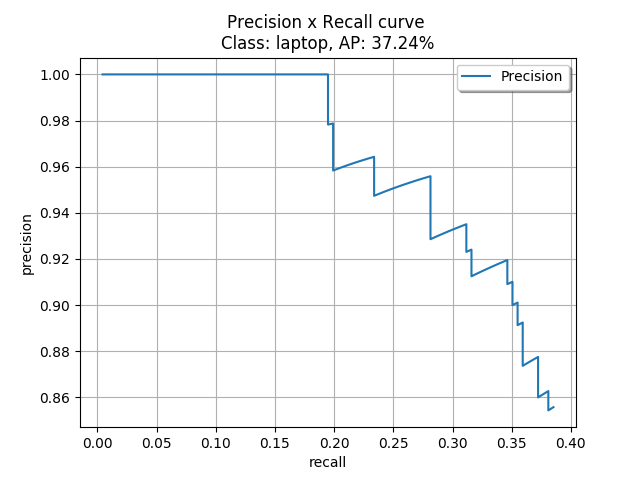 Precision x Recall curve
Class: laptop, AP: 37.24%
Precision
1.00
0.98
0.96
0.94
0.92
0.90
0.88
0.86
precision
0.00 0.05 0.10 0.15 0.20 0.25 0.30 0.35 0.40
recall